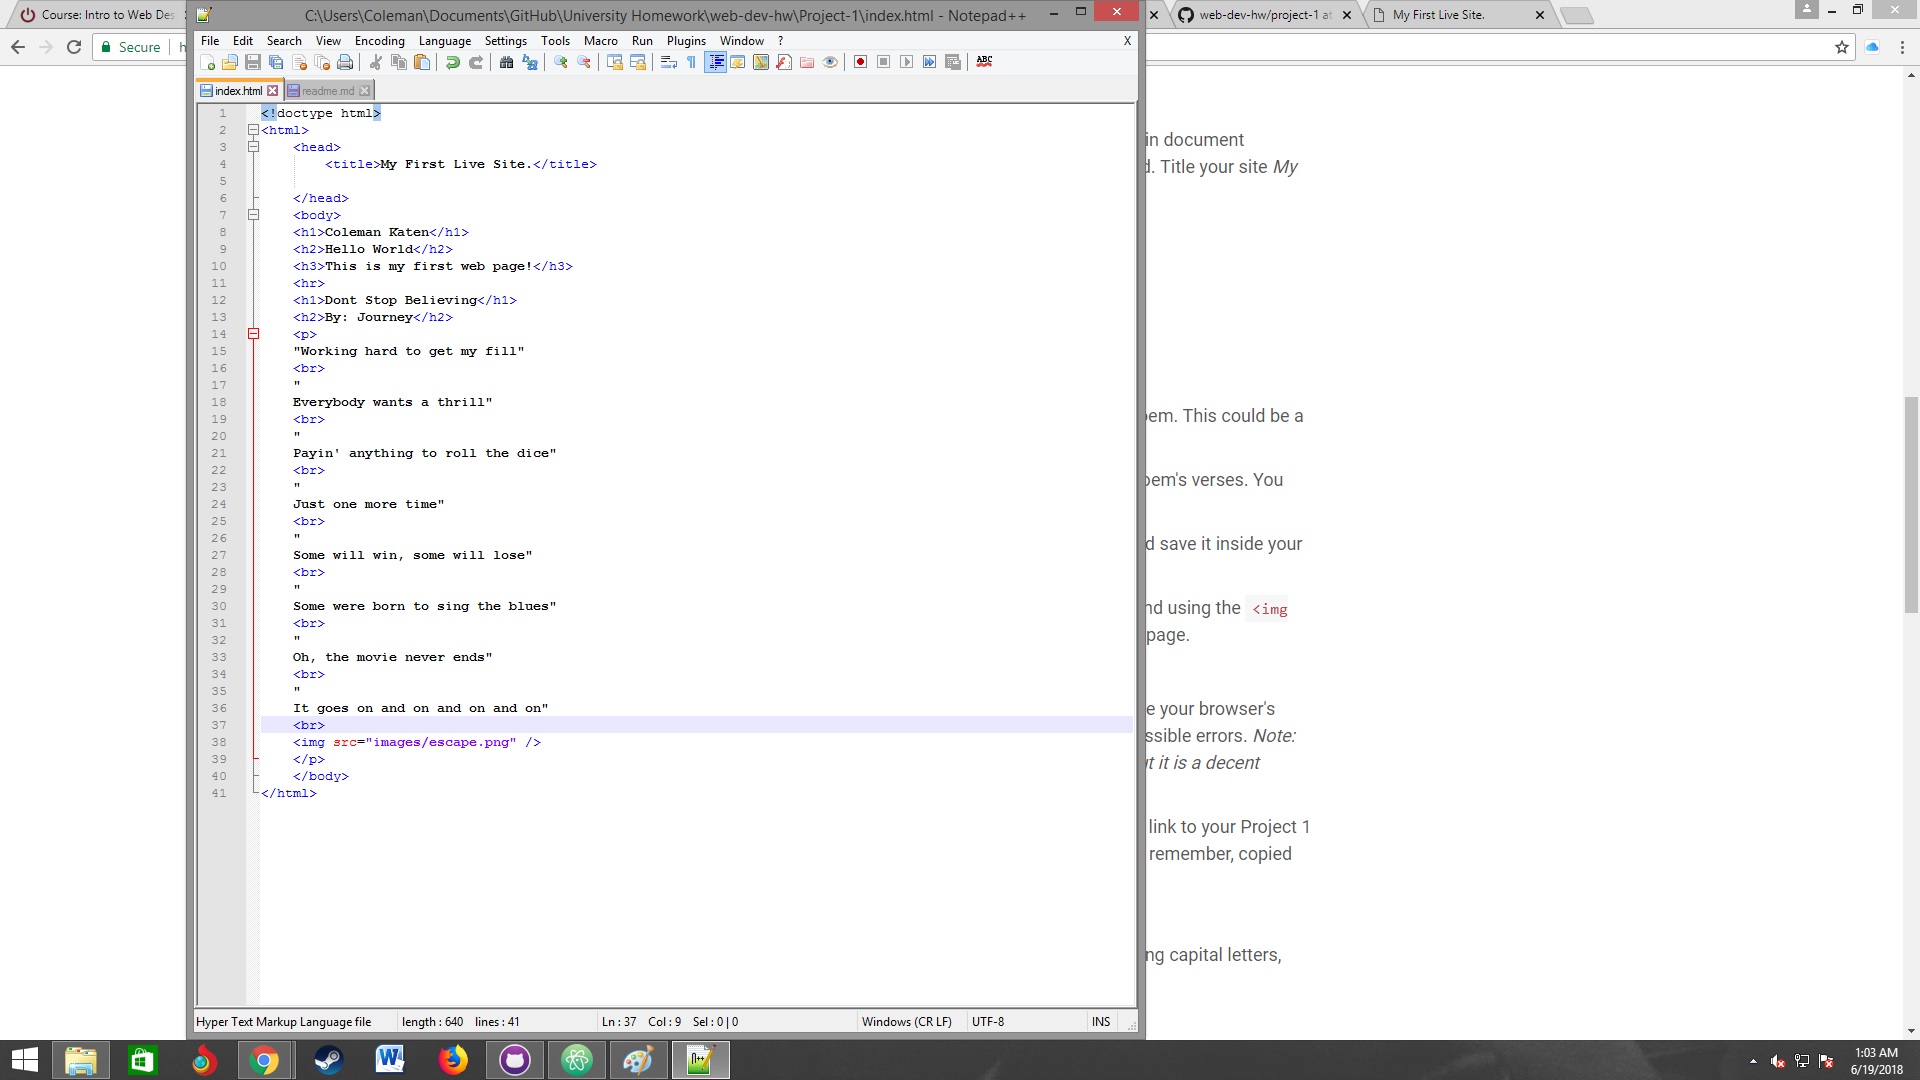 Course: Intro to Web Des
C:\Users\Coleman\Documents\GitHub\University Homework\web-dev-hw\Project-1\index.html - Notepad++
web-dev-hw/project-1 at
My First Live Site.
Secure
h
File Edit Search View Encoding Language Settings Tools Macro Run Plugins Window ?
X
ABC
index.html
readme.md
1 <!doctype html>
2 <html>
3 <head>
4 <title>My First Live Site.</title>
5
6 </head>
7 <body>
8 <h1>Coleman Katen</h1>
9 <h2>Hello World</h2>
10 <h3>This is my first web page!</h3>
11 <hr>
12 <h1>Dont Stop Believing</h1>
13 <h2>By: Journey</h2>
14 <p>
15 "Working hard to get my fill"
16 <br>
17 "
18 Everybody wants a thrill"
19 <br>
20 "
21 Payin' anything to roll the dice"
22 <br>
23 "
24 Just one more time"
25 <br>
26 "
27 Some will win, some will lose"
28 <br>
29 "
30 Some were born to sing the blues"
31 <br>
32 "
33 Oh, the movie never ends"
34 <br>
35 "
36 It goes on and on and on and on"
37 <br>
38 <img src="images/escape.png" />
39 </p>
40 </body>
41 </html>
in document
d. Title your site My
em. This could be a
em's verses. You
d save it inside your
nd using the <img
page.
e your browser's
ssible errors. Note:
t it is a decent
link to your Project 1
remember, copied
ng capital letters,
Hyper Text Markup Language file length : 640 lines : 41 Ln : 37 Col : 9 Sel : 0 | 0 Windows (CR LF) UTF-8 INS
1:03 AM
6/19/2018